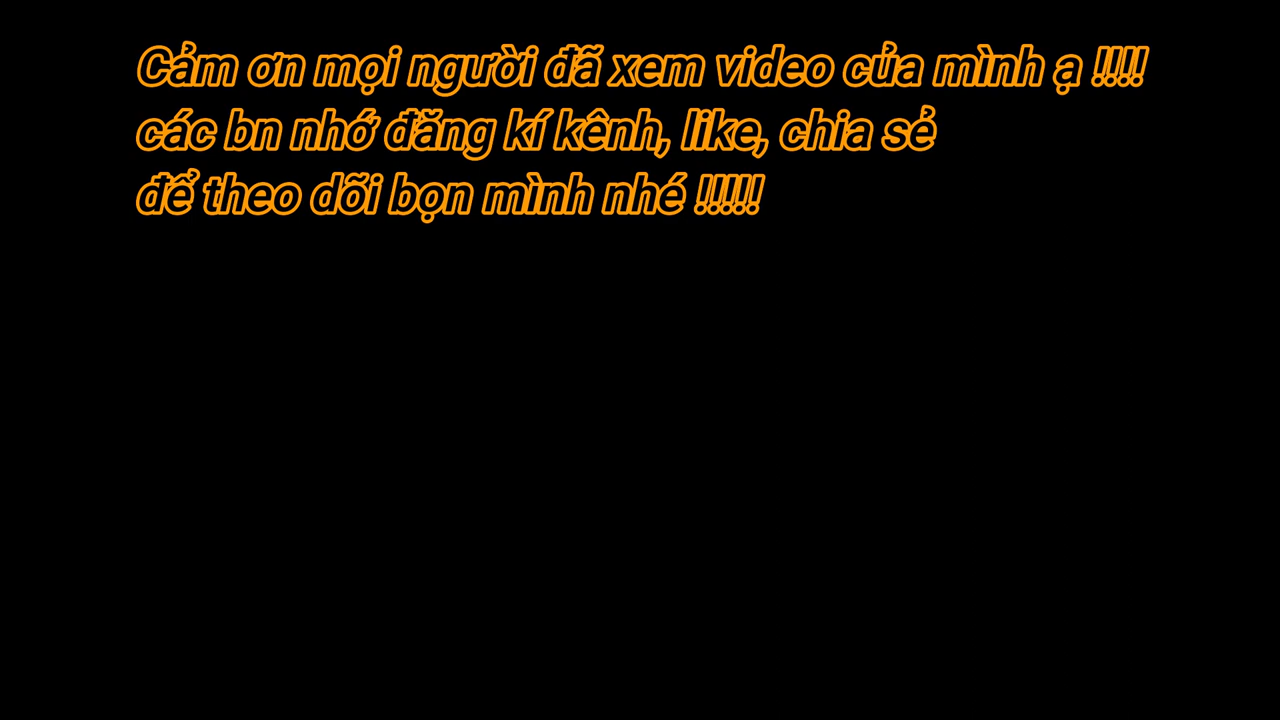 Cảm ơn mọi người đã xem video của mình ạ !!!!
các bn nhớ đăng kí kênh, like, chia sẻ
để theo dõi bọn mình nhé !!!!!